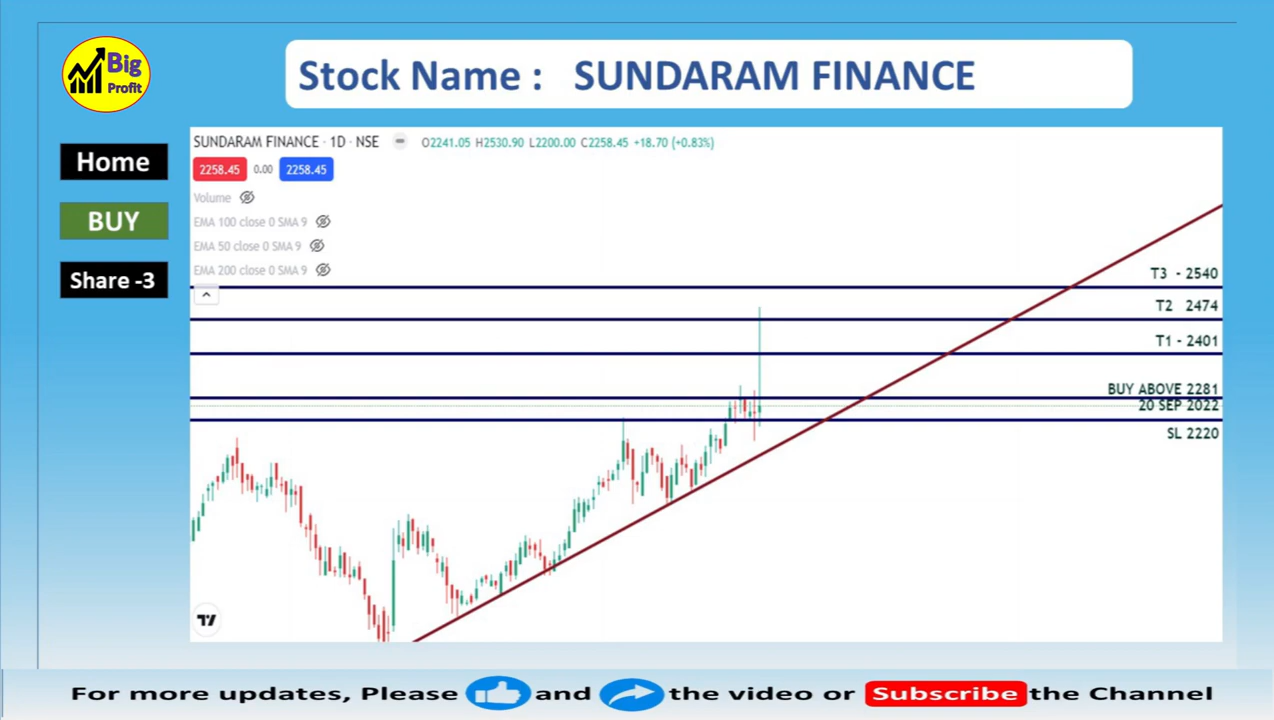 Big
Profit
Stock Name : SUNDARAM FINANCE
Home
BUY
Share -3
SUNDARAM FINANCE · 1D · NSE O2241.05 H2530.90 L2200.00 C2258.45 +18.70 (+0.83%)
2258.45 0.00 2258.45
Volume
EMA 100 close 0 SMA 9
EMA 50 close 0 SMA 9
EMA 200 close 0 SMA 9
T3 - 2540
T2 2474
T1 - 2401
BUY ABOVE 2281
20 SEP 2022
SL 2220
For more updates, Please and the video or Subscribe the Channel